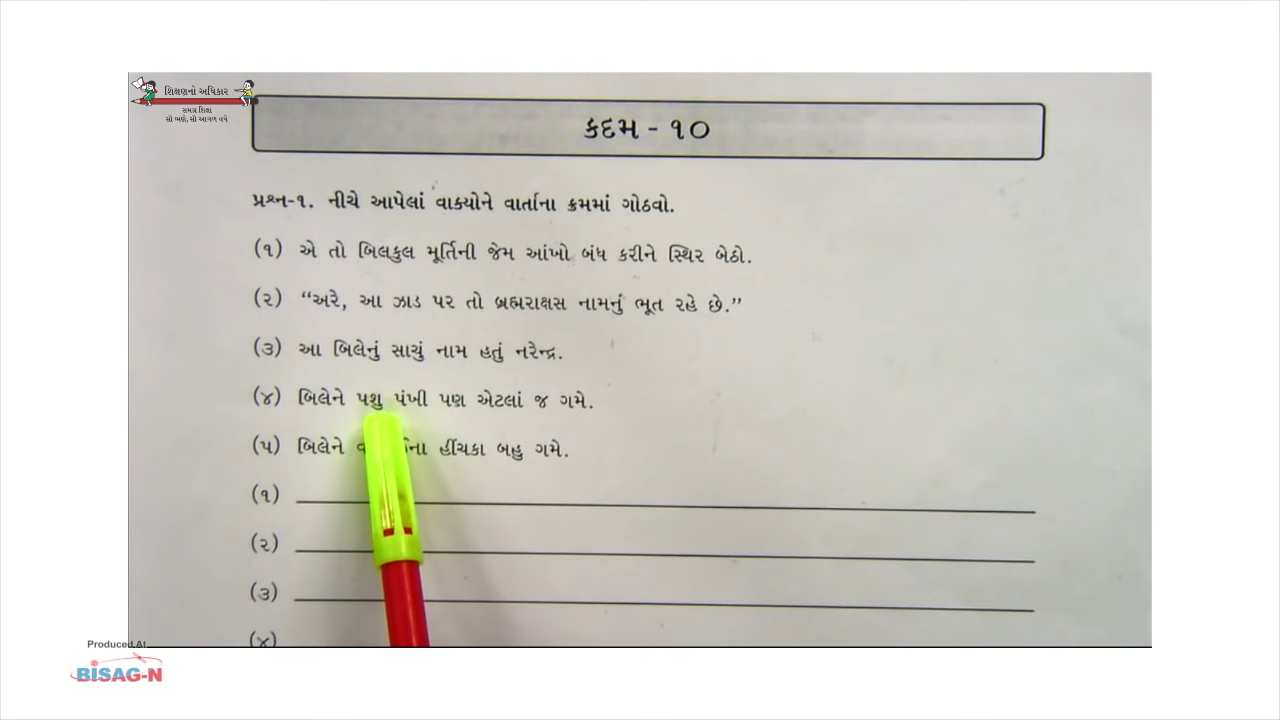 શિક્ષણનો અધિકાર
સમગ્ર શિક્ષા
સૌ ભણે, સૌ આગળ વધે
કદમ - ૧૦
પ્રશ્ન-૧. નીચે આપેલાં વાક્યોને વાર્તાના ક્રમમાં ગોઠવો.
(૧) એ તો બિલકુલ મૂર્તિની જેમ આંખો બંધ કરીને સ્થિર બેઠો.
(૨) “અરે, આ ઝાડ પર તો બ્રહ્મરાક્ષસ નામનું ભૂત રહે છે.”
(૩) આ બિલેનું સાચું નામ હતું નરેન્દ્ર.
(૪) બિલેને પશુ પંખી પણ એટલાં જ ગમે.
(૫) બિલેને હીંચકા બહુ ગમે.
(૧)
(૨)
(૩)
(૪)
Produced At
BISAG-N